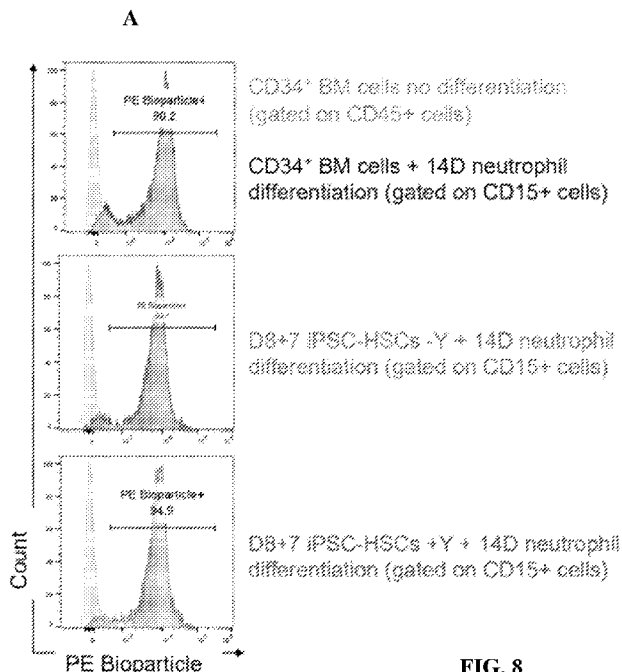 A
PE Bioparticle+
90.2
CD34⁺ BM cells no differentiation
(gated on CD45+ cells)
CD34⁺ BM cells + 14D neutrophil
differentiation (gated on CD15+ cells)
D8+7 iPSC-HSCs -Y + 14D neutrophil
differentiation (gated on CD15+ cells)
PE Bioparticle+
94.9
D8+7 iPSC-HSCs +Y + 14D neutrophil
differentiation (gated on CD15+ cells)
Count
PE Bioparticle
FIG. 8